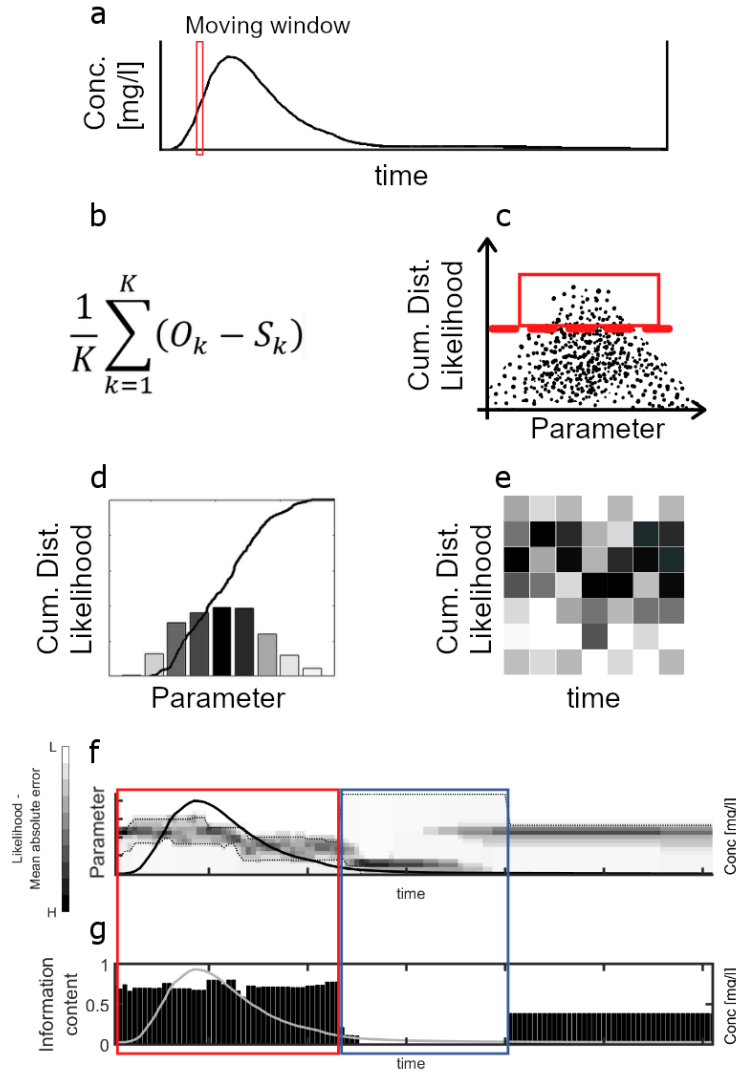 a
Moving window
Conc.
[mg/l]
time
b
c
1/K ∑ K k=1 (O_k − S_k)
Cum. Dist.
Likelihood
Parameter
d
e
Cum. Dist.
Likelihood
Parameter
Cum. Dist.
Likelihood
time
f
L
H
Likelihood -
Mean absolute error
Parameter
time
Conc [mg/l]
g
1
0.5
0
Information
content
time
Conc [mg/l]